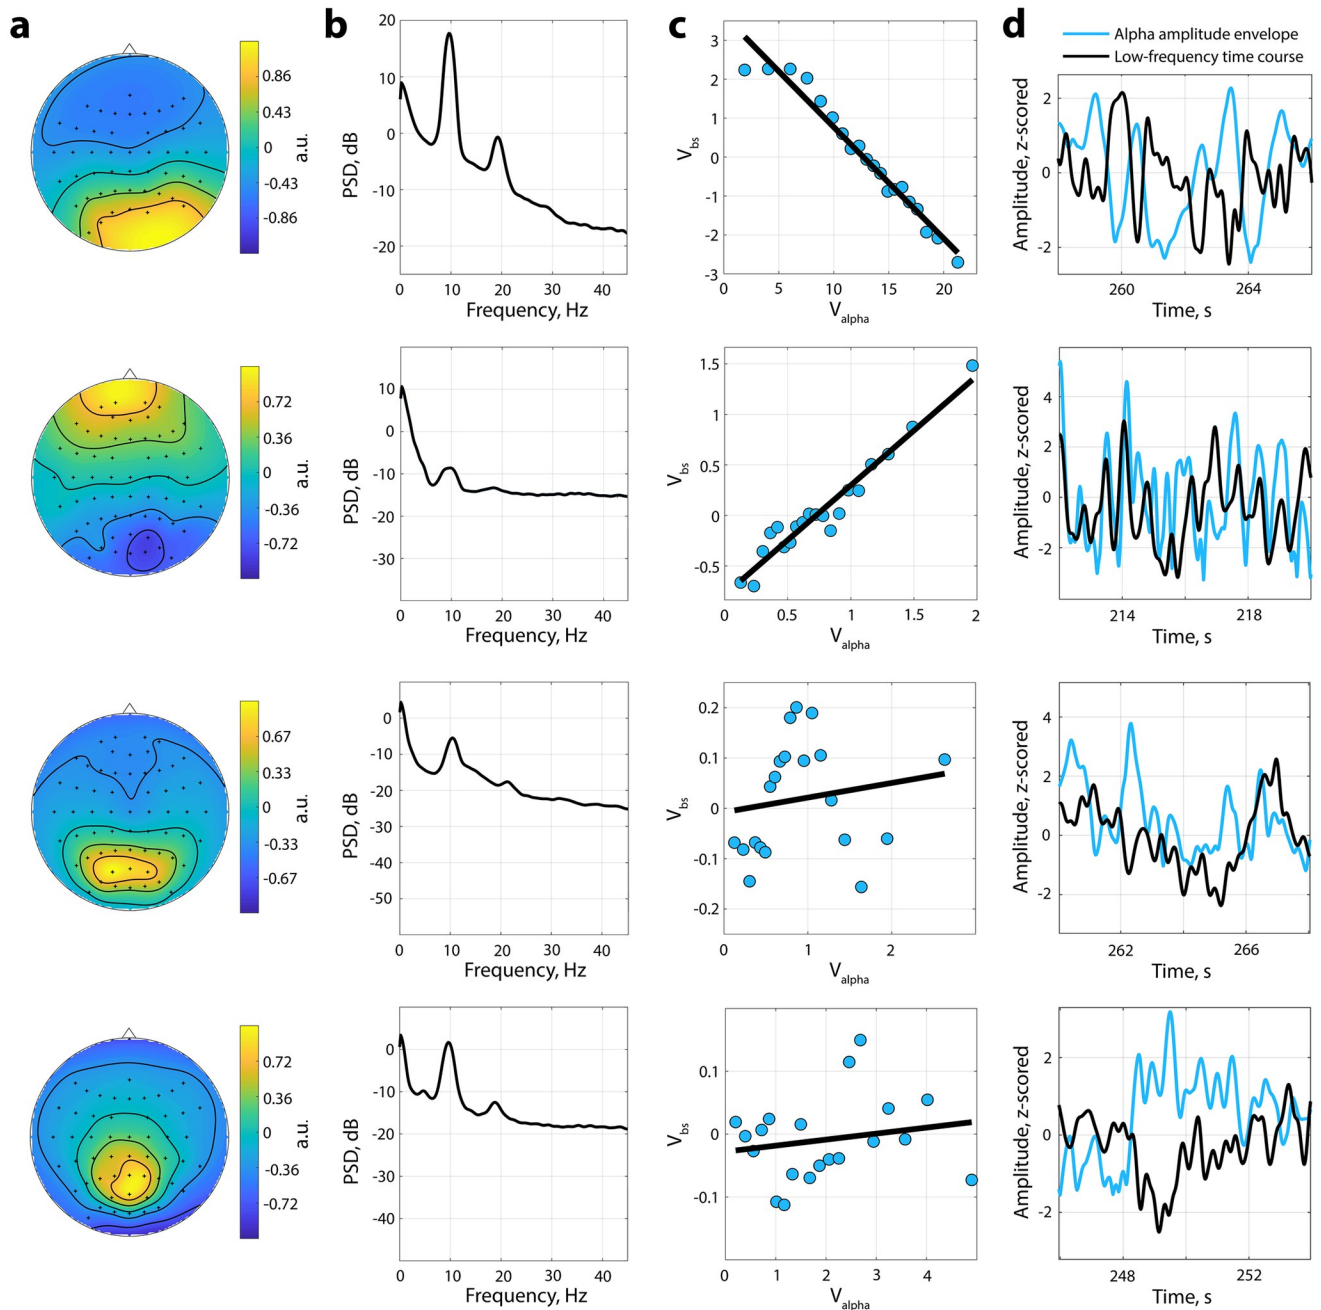 a
b
c
d
Alpha amplitude envelope
Low-frequency time course
0.86
0.43
0
-0.43
-0.86
a.u.
20
10
0
-10
-20
PSD, dB
0 10 20 30 40
Frequency, Hz
3
2
1
0
-1
-2
-3
Vbs
0 5 10 15 20
Valpha
2
0
-2
Amplitude, z-scored
260 264
Time, s
0.72
0.36
0
-0.36
-0.72
a.u.
10
0
-10
-20
-30
PSD, dB
0 10 20 30 40
Frequency, Hz
1.5
1
0.5
0
-0.5
Vbs
0 0.5 1 1.5 2
Valpha
4
2
0
-2
Amplitude, z-scored
214 218
Time, s
0.67
0.33
0
-0.33
-0.67
a.u.
0
-10
-20
-30
-40
-50
PSD, dB
0 10 20 30 40
Frequency, Hz
0.2
0.1
0
-0.1
-0.2
Vbs
0 1 2
Valpha
4
2
0
-2
Amplitude, z-scored
262 266
Time, s
0.72
0.36
0
-0.36
-0.72
a.u.
0
-10
-20
-30
-40
PSD, dB
0 10 20 30 40
Frequency, Hz
0.1
0
-0.1
Vbs
0 1 2 3 4
Valpha
2
0
-2
Amplitude, z-scored
248 252
Time, s